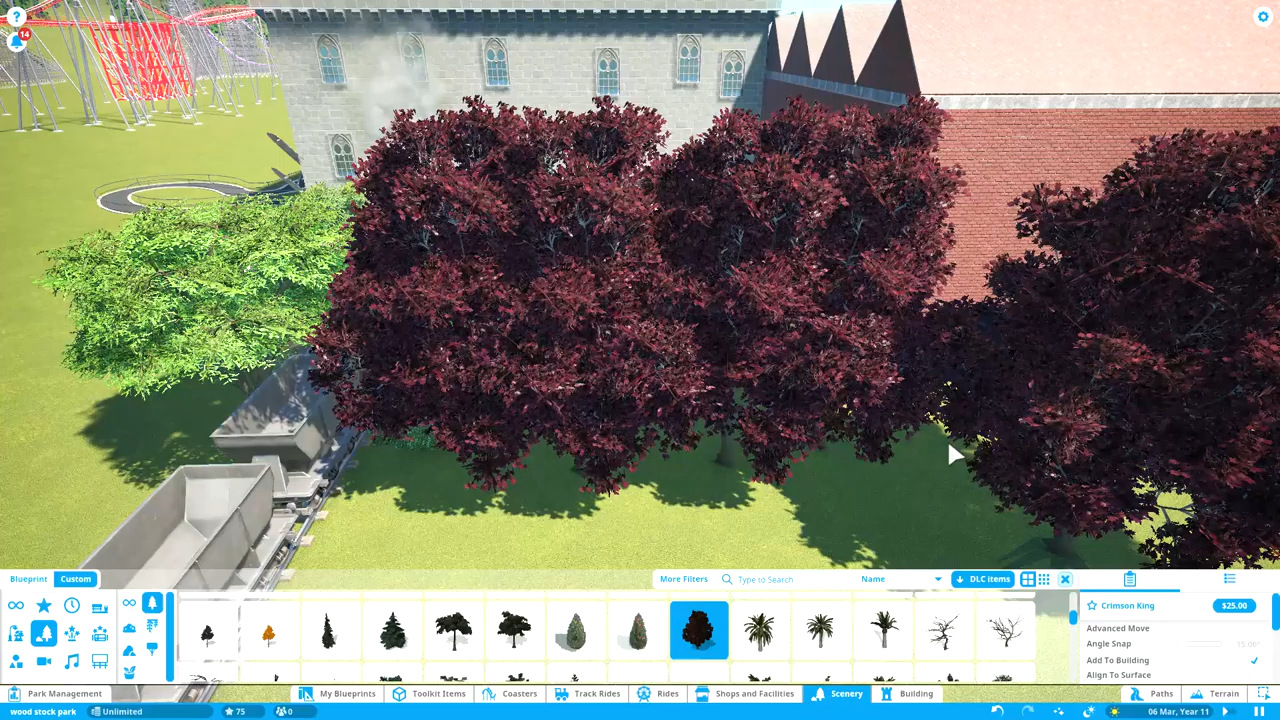 ?
14
Blueprint
Custom
More Filters
Type to Search
Name
DLC items
Crimson King
$25.00
Advanced Move
Angle Snap
15.00°
Add To Building
Align To Surface
Park Management
My Blueprints
Toolkit Items
Coasters
Track Rides
Rides
Shops and Facilities
Scenery
Building
Paths
Terrain
wood stock park
Unlimited
75
0
06 Mar, Year 11